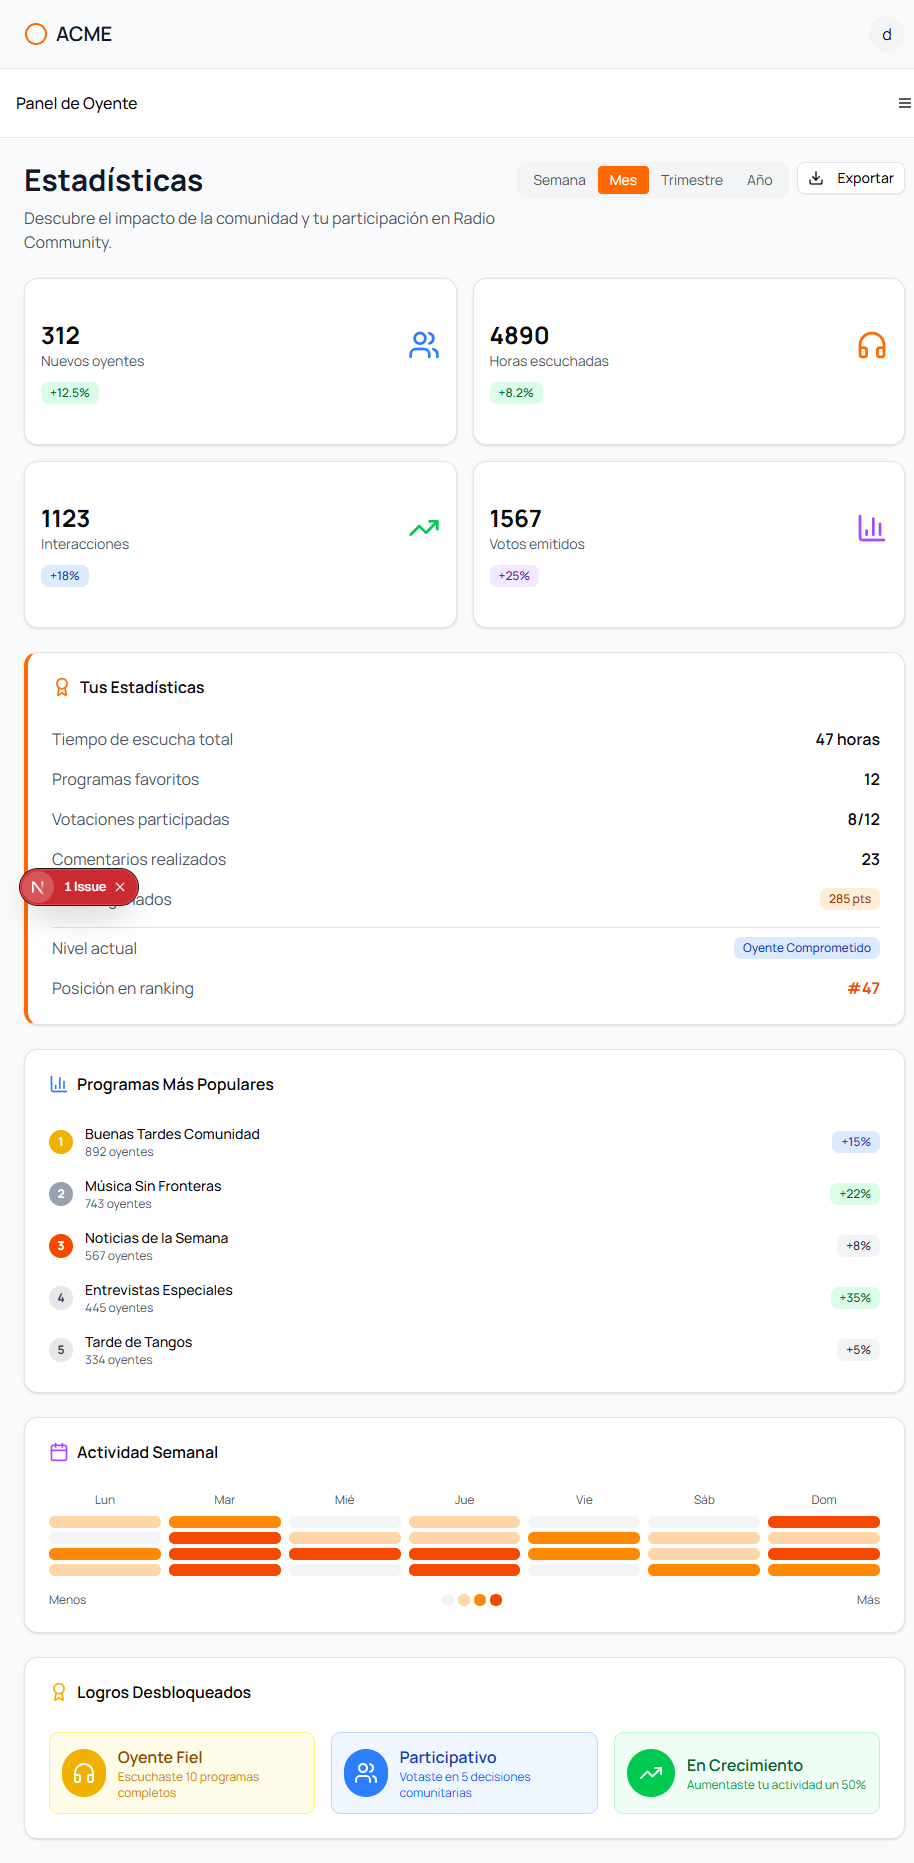 ACME
d
Panel de Oyente
Estadísticas
Semana Mes Trimestre Año Exportar
Descubre el impacto de la comunidad y tu participación en Radio
Community.
312
Nuevos oyentes
+12.5%
4890
Horas escuchadas
+8.2%
1123
Interacciones
+18%
1567
Votos emitidos
+25%
Tus Estadísticas
Tiempo de escucha total 47 horas
Programas favoritos 12
Votaciones participadas 8/12
Comentarios realizados 23
N 1 Issue
285 pts
Nivel actual Oyente Comprometido
Posición en ranking #47
Programas Más Populares
1 Buenas Tardes Comunidad +15%
892 oyentes
2 Música Sin Fronteras +22%
743 oyentes
3 Noticias de la Semana +8%
567 oyentes
4 Entrevistas Especiales +35%
445 oyentes
5 Tarde de Tangos +5%
334 oyentes
Actividad Semanal
Lun Mar Mié Jue Vie Sáb Dom
Menos Más
Logros Desbloqueados
Oyente Fiel
Escuchaste 10 programas
completos
Participativo
Votaste en 5 decisiones
comunitarias
En Crecimiento
Aumentaste tu actividad un 50%